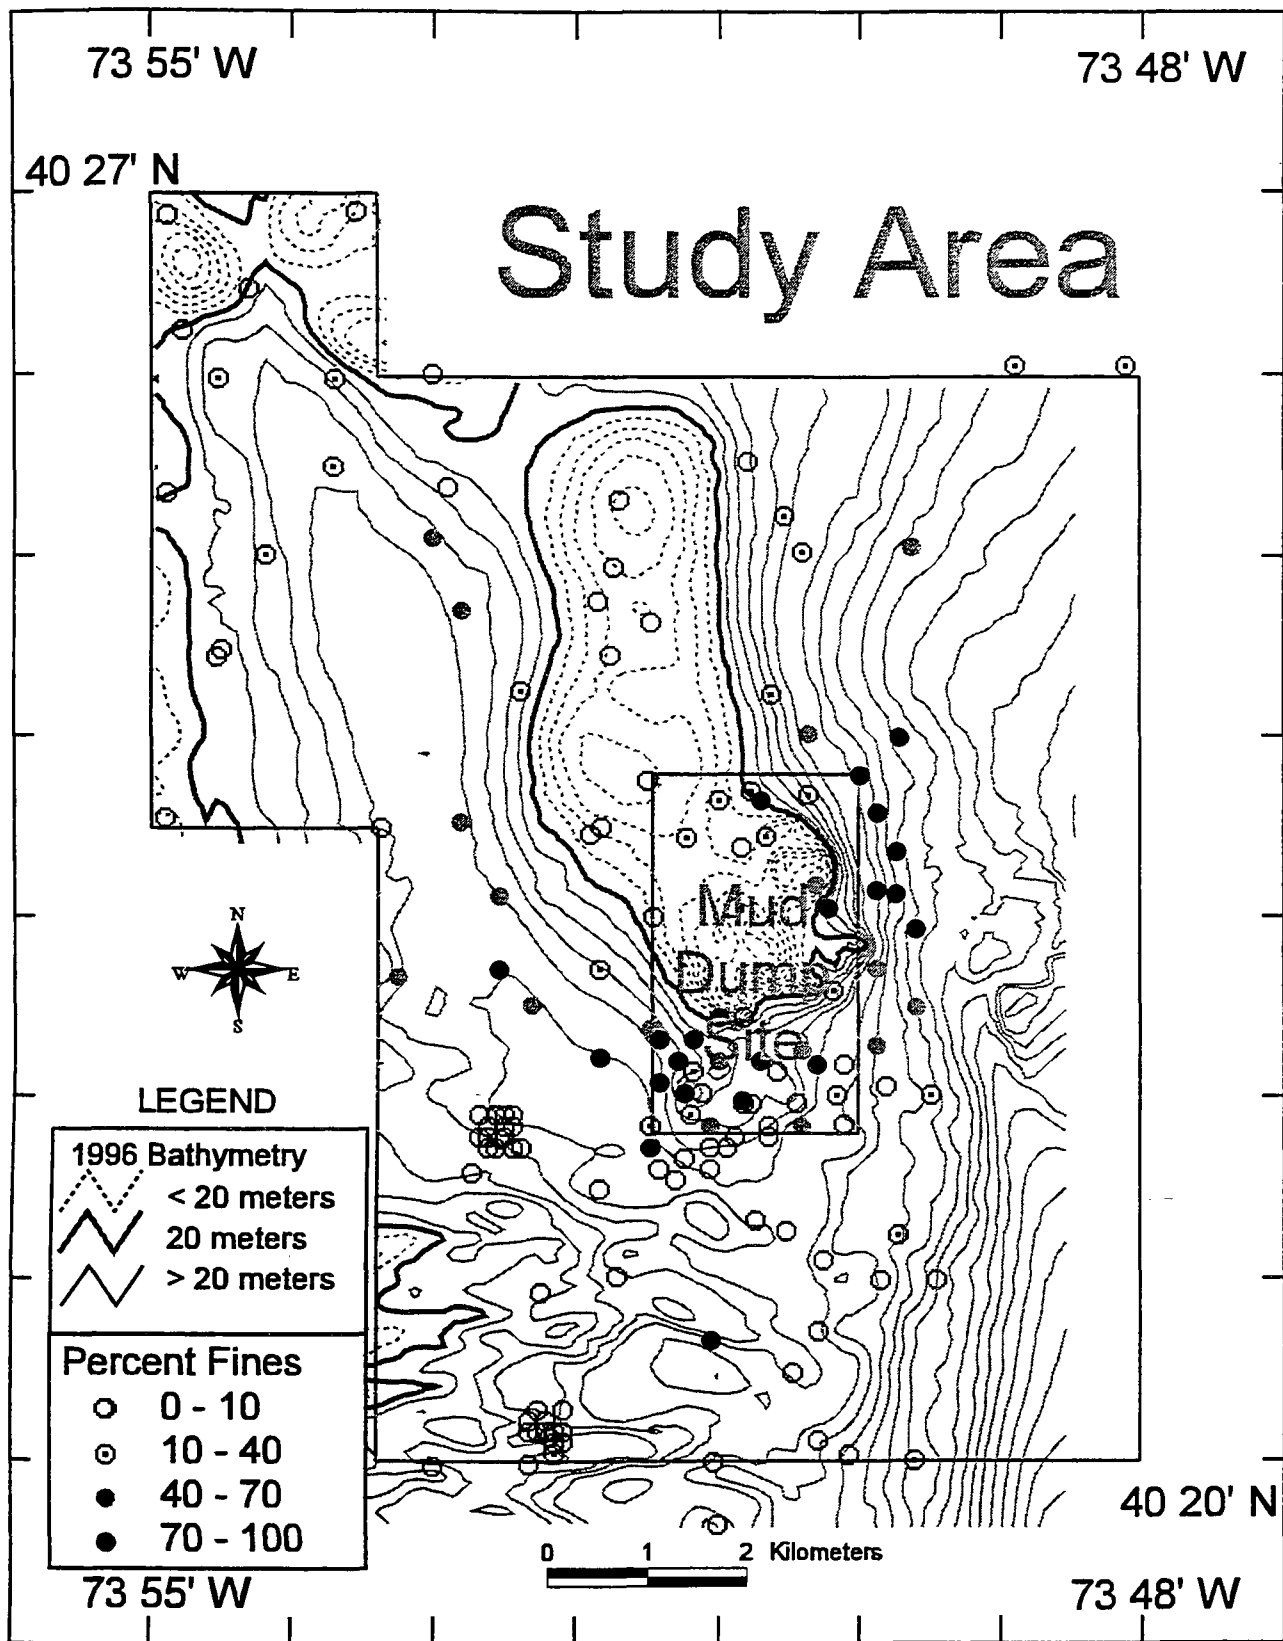 73 55' W
73 48' W
40 27' N
Study Area
Mud
Dump
Site
N
W
E
S
LEGEND
1996 Bathymetry
< 20 meters
20 meters
> 20 meters
Percent Fines
0 - 10
10 - 40
40 - 70
70 - 100
40 20' N
0 1 2 Kilometers
73 55' W
73 48' W